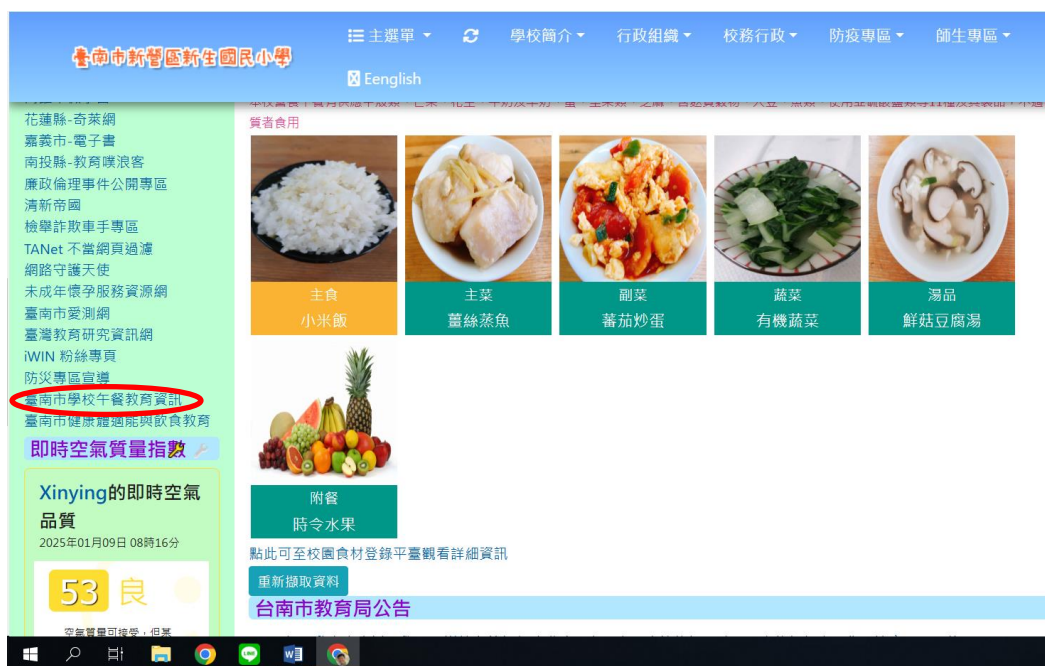 臺南市新營區新生國民小學
主選單
學校簡介
行政組織
校務行政
防疫專區
師生專區
Eenglish
花蓮縣-奇萊網
嘉義市-電子書
南投縣-教育噗浪客
廉政倫理事件公開專區
清新帝國
檢舉詐欺車手專區
TANet 不當網頁過濾
網路守護天使
未成年懷孕服務資源網
臺南市愛測網
臺灣教育研究資訊網
iWIN 粉絲專頁
防災專區宣導
臺南市學校午餐教育資訊
臺南市健康體適能與飲食教育
即時空氣質量指數
Xinying的即時空氣
品質
2025年01月09日 08時16分
53 良
空氣質量可接受，但某
質者食用
主食
小米飯
主菜
薑絲蒸魚
副菜
蕃茄炒蛋
蔬菜
有機蔬菜
湯品
鮮菇豆腐湯
附餐
時令水果
點此可至校園食材登錄平臺觀看詳細資訊
重新擷取資料
台南市教育局公告